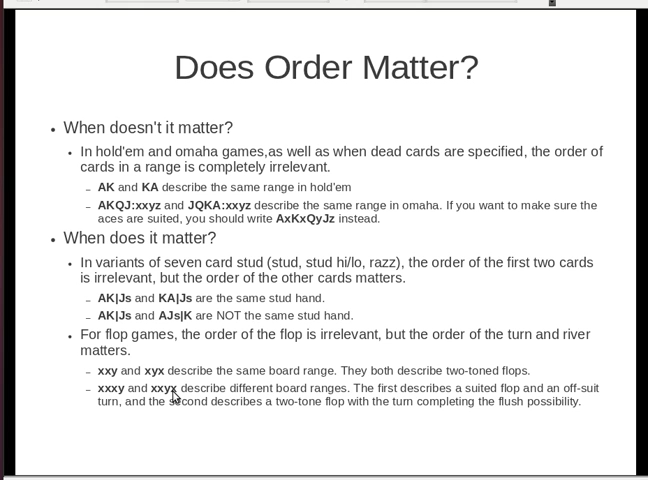 Does Order Matter?
• When doesn't it matter?
• In hold'em and omaha games,as well as when dead cards are specified, the order of
cards in a range is completely irrelevant.
– AK and KA describe the same range in hold'em
– AKQJ:xxyz and JQKA:xxyz describe the same range in omaha. If you want to make sure the
aces are suited, you should write AxKxQyJz instead.
• When does it matter?
• In variants of seven card stud (stud, stud hi/lo, razz), the order of the first two cards
is irrelevant, but the order of the other cards matters.
– AK|Js and KA|Js are the same stud hand.
– AK|Js and AJs|K are NOT the same stud hand.
• For flop games, the order of the flop is irrelevant, but the order of the turn and river
matters.
– xxy and xyx describe the same board range. They both describe two-toned flops.
– xxxy and xxyx describe different board ranges. The first describes a suited flop and an off-suit
turn, and the second describes a two-tone flop with the turn completing the flush possibility.